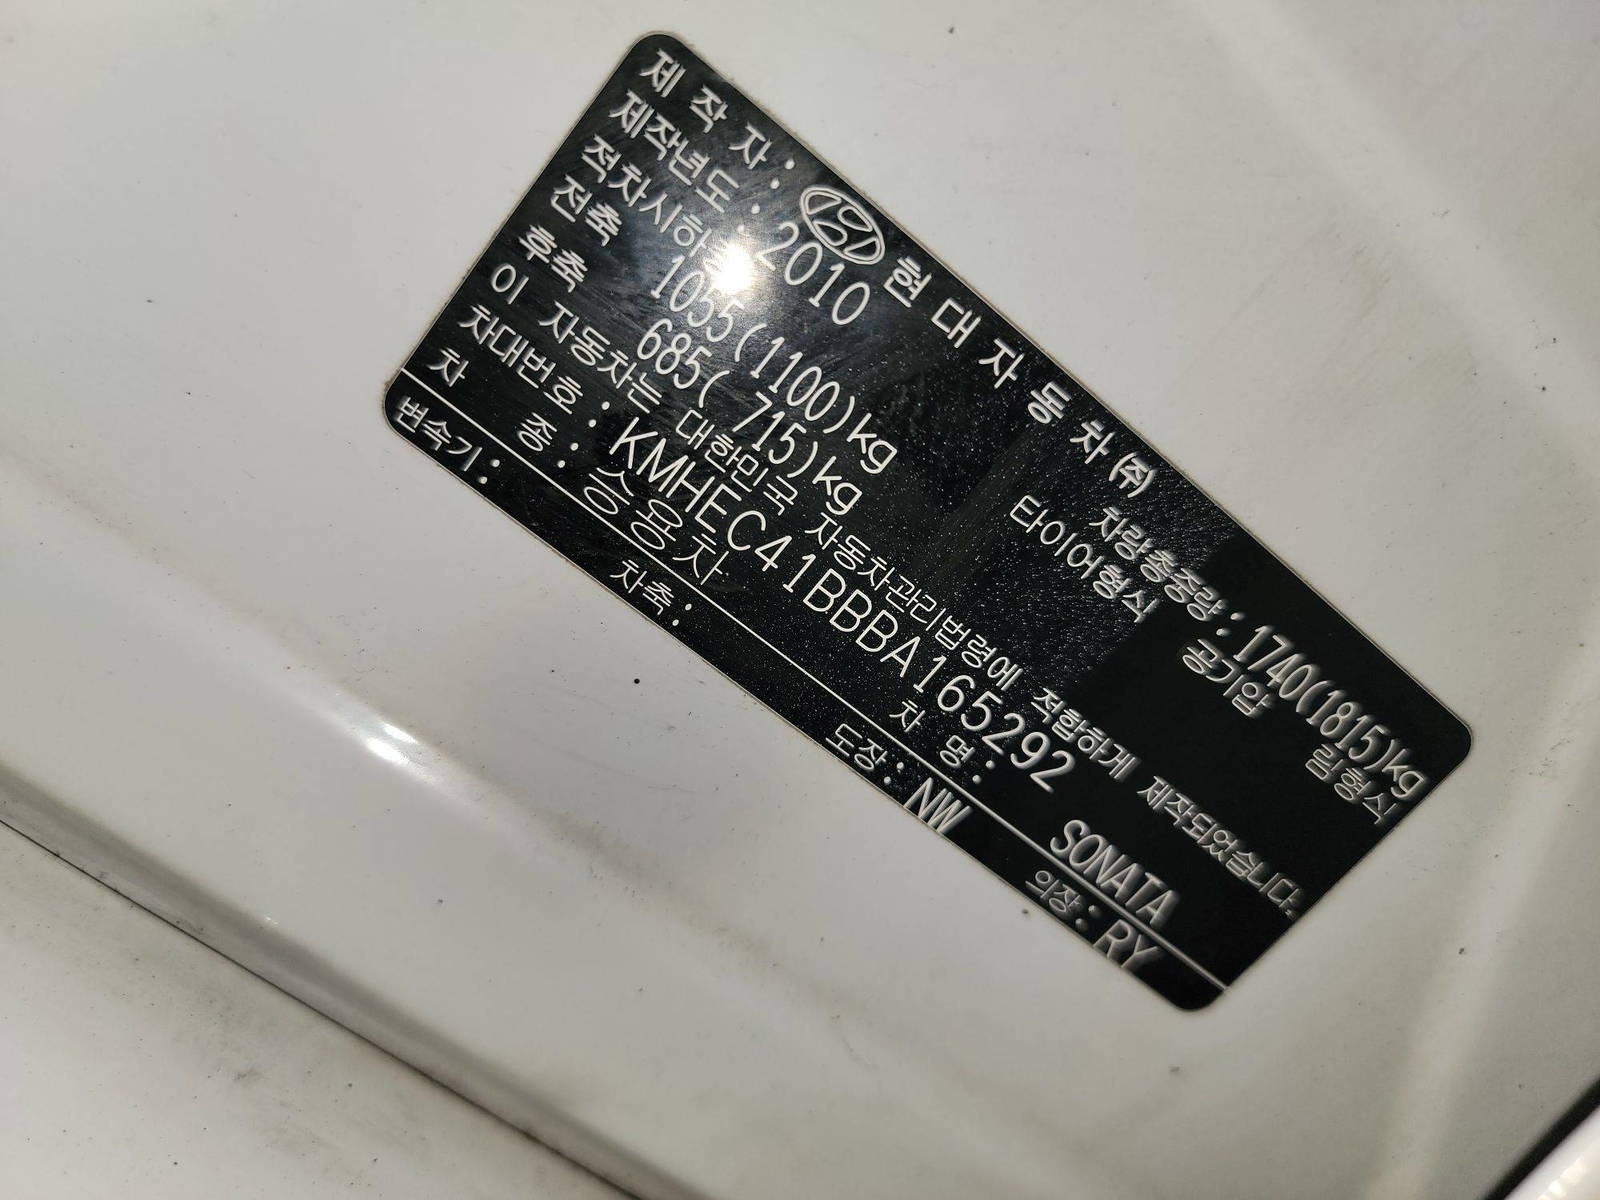 제 작 자 : 현 대 자 동 차 (주)
제작년도 : 2010 차량총중량 : 1740(1815)kg
적차시하 타이어형식 공기압 림형식
전축 1055(1100)kg
후축 685( 715)kg
이 자동차는 대한민국 자동차관리법령에 적합하게 제작되었습니다.
차대번호 : KMHEC41BBBA165292
차 종 : 승용차 차 명 : SONATA
변속기 : 차축 : 도장 : NW 의장 : RY